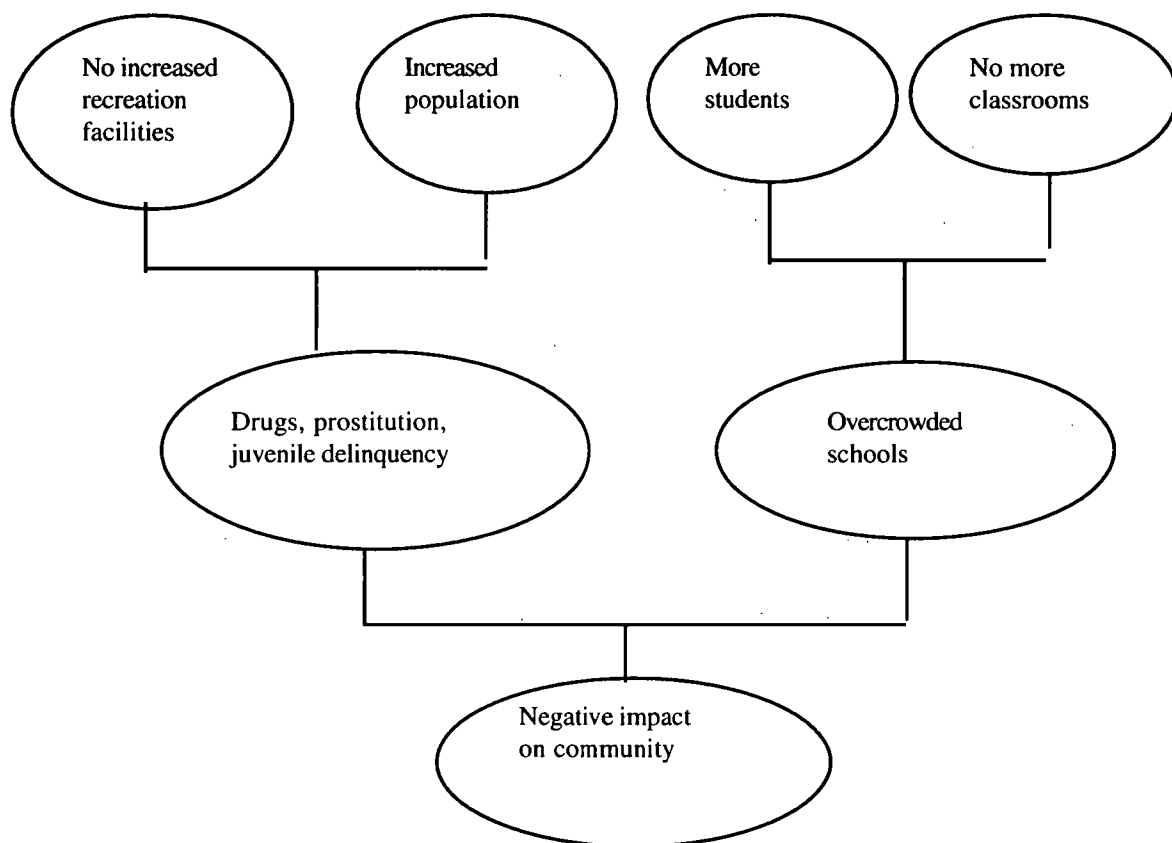 No increased
recreation
facilities
Increased
population
More
students
No more
classrooms
Drugs, prostitution,
juvenile delinquency
Overcrowded
schools
Negative impact
on community